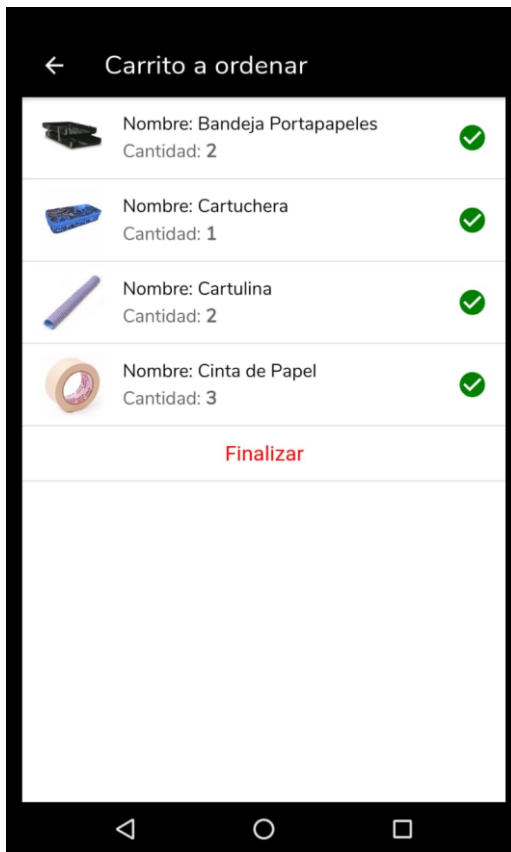 Carrito a ordenar
Nombre: Bandeja Portapapeles
Cantidad: 2
Nombre: Cartuchera
Cantidad: 1
Nombre: Cartulina
Cantidad: 2
Nombre: Cinta de Papel
Cantidad: 3
Finalizar